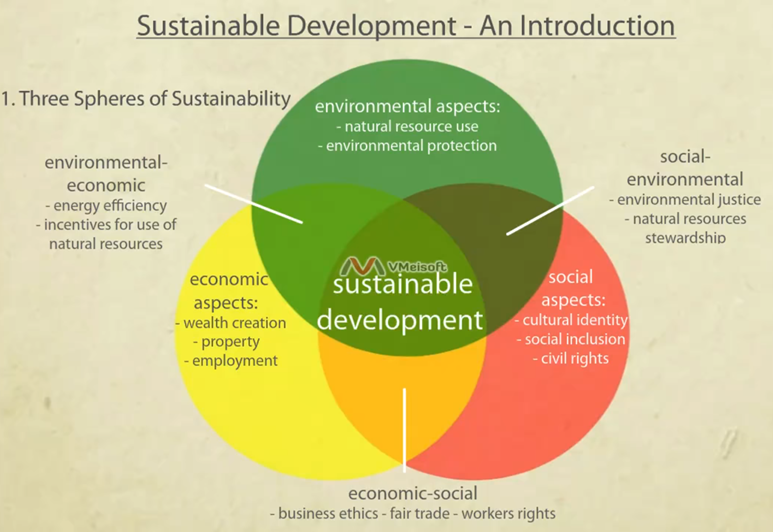 Sustainable Development - An Introduction
1. Three Spheres of Sustainability
environmental aspects:
- natural resource use
- environmental protection
environmental-
economic
- energy efficiency
- incentives for use of
natural resources
social-
environmental
- environmental justice
- natural resources
stewardship
economic
aspects:
- wealth creation
- property
- employment
VMeisoft
sustainable
development
social
aspects:
- cultural identity
- social inclusion
- civil rights
economic-social
- business ethics - fair trade - workers rights